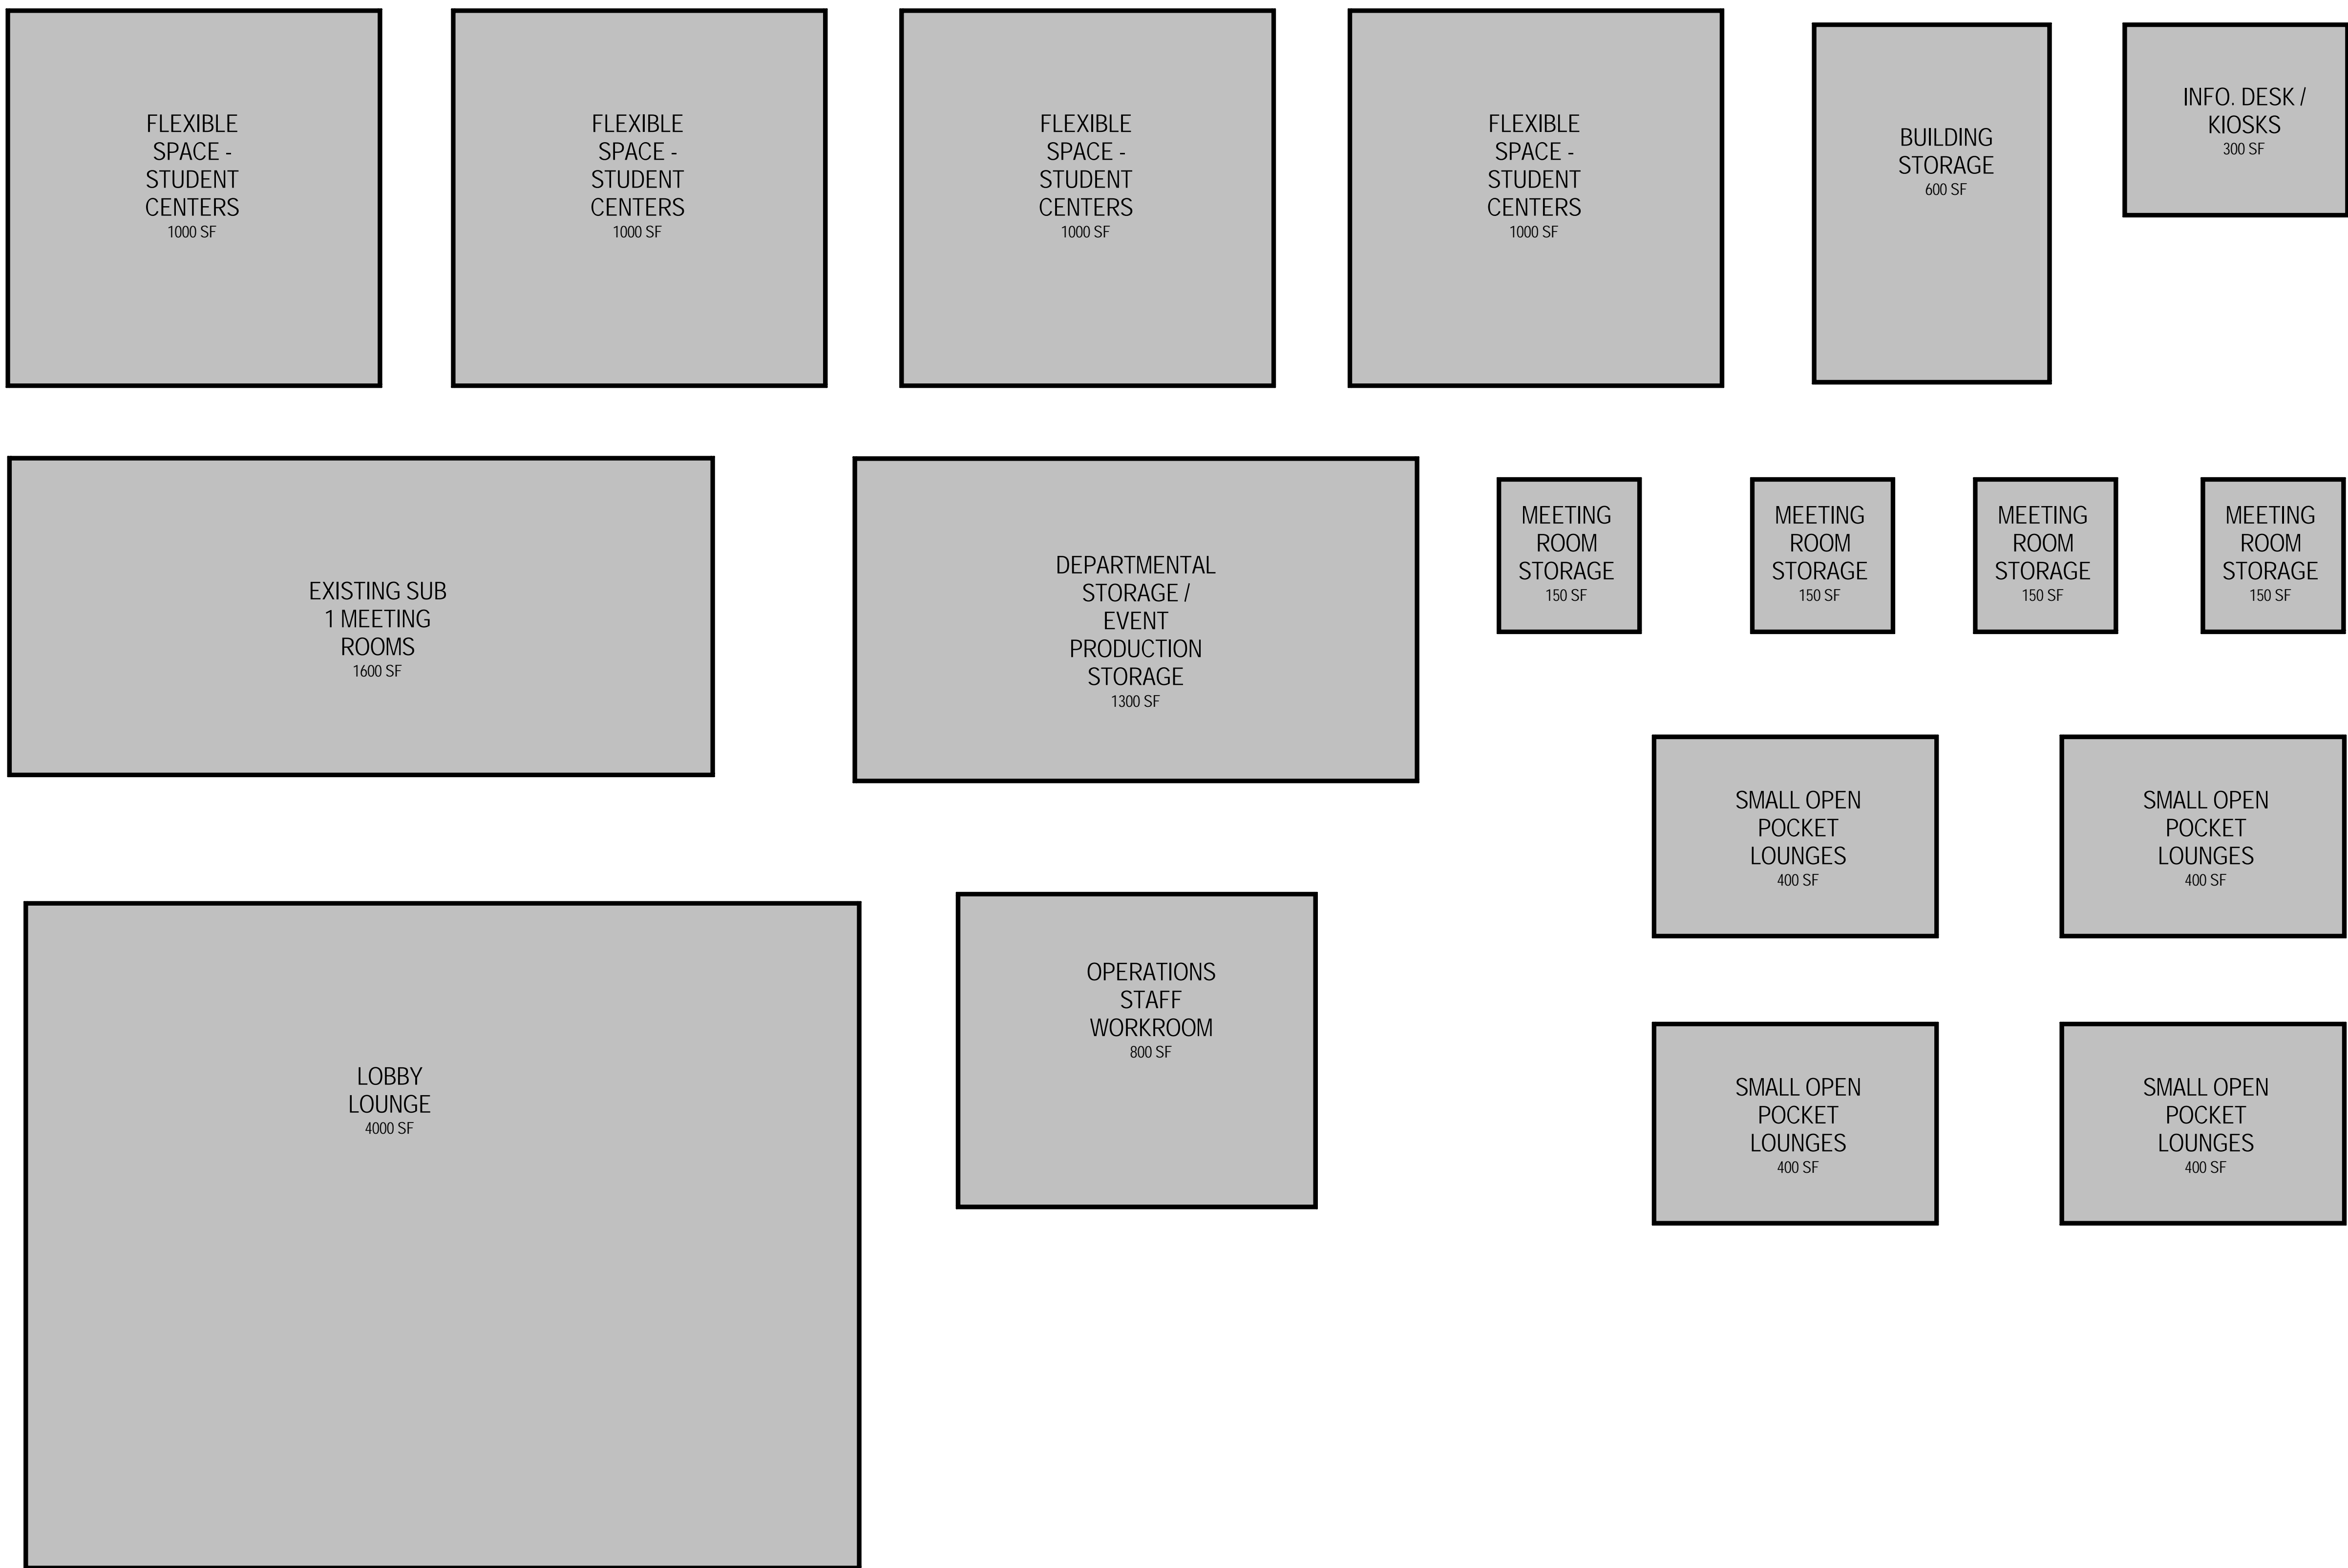 FLEXIBLE
SPACE -
STUDENT
CENTERS
1000 SF
FLEXIBLE
SPACE -
STUDENT
CENTERS
1000 SF
FLEXIBLE
SPACE -
STUDENT
CENTERS
1000 SF
FLEXIBLE
SPACE -
STUDENT
CENTERS
1000 SF
BUILDING
STORAGE
600 SF
INFO. DESK /
KIOSKS
300 SF
EXISTING SUB
1 MEETING
ROOMS
1600 SF
DEPARTMENTAL
STORAGE /
EVENT
PRODUCTION
STORAGE
1300 SF
MEETING
ROOM
STORAGE
150 SF
MEETING
ROOM
STORAGE
150 SF
MEETING
ROOM
STORAGE
150 SF
MEETING
ROOM
STORAGE
150 SF
SMALL OPEN
POCKET
LOUNGES
400 SF
SMALL OPEN
POCKET
LOUNGES
400 SF
LOBBY
LOUNGE
4000 SF
OPERATIONS
STAFF
WORKROOM
800 SF
SMALL OPEN
POCKET
LOUNGES
400 SF
SMALL OPEN
POCKET
LOUNGES
400 SF